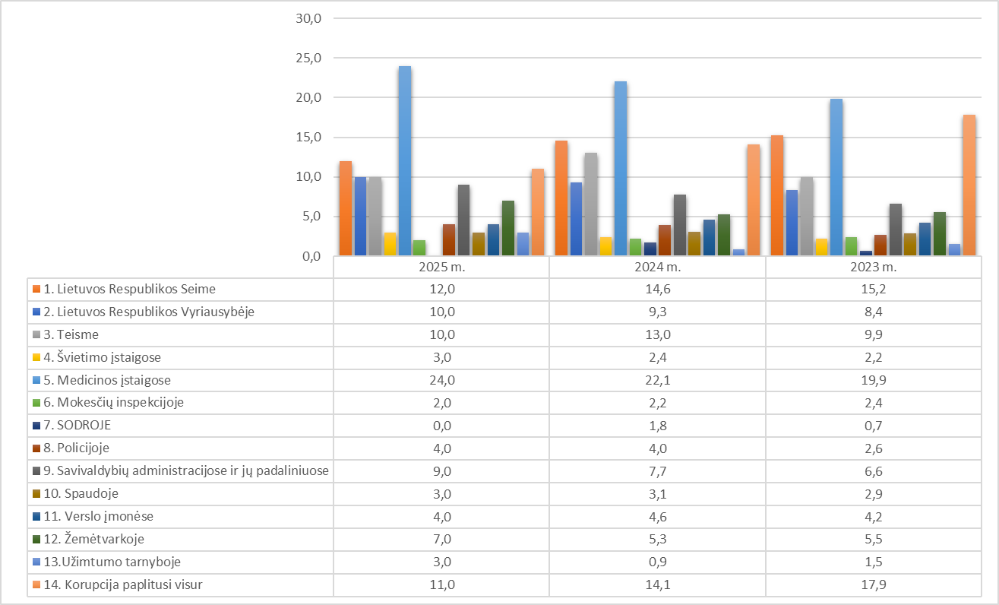 30,0
25,0
20,0
15,0
10,0
5,0
0,0
2025 m. 2024 m. 2023 m.
1. Lietuvos Respublikos Seime 12,0 14,6 15,2
2. Lietuvos Respublikos Vyriausybėje 10,0 9,3 8,4
3. Teisme 10,0 13,0 9,9
4. Švietimo įstaigose 3,0 2,4 2,2
5. Medicinos įstaigose 24,0 22,1 19,9
6. Mokesčių inspekcijoje 2,0 2,2 2,4
7. SODROJE 0,0 1,8 0,7
8. Policijoje 4,0 4,0 2,6
9. Savivaldybių administracijose ir jų padaliniuose 9,0 7,7 6,6
10. Spaudoje 3,0 3,1 2,9
11. Verslo įmonėse 4,0 4,6 4,2
12. Žemėtvarkoje 7,0 5,3 5,5
13.Užimtumo tarnyboje 3,0 0,9 1,5
14. Korupcija paplitusi visur 11,0 14,1 17,9